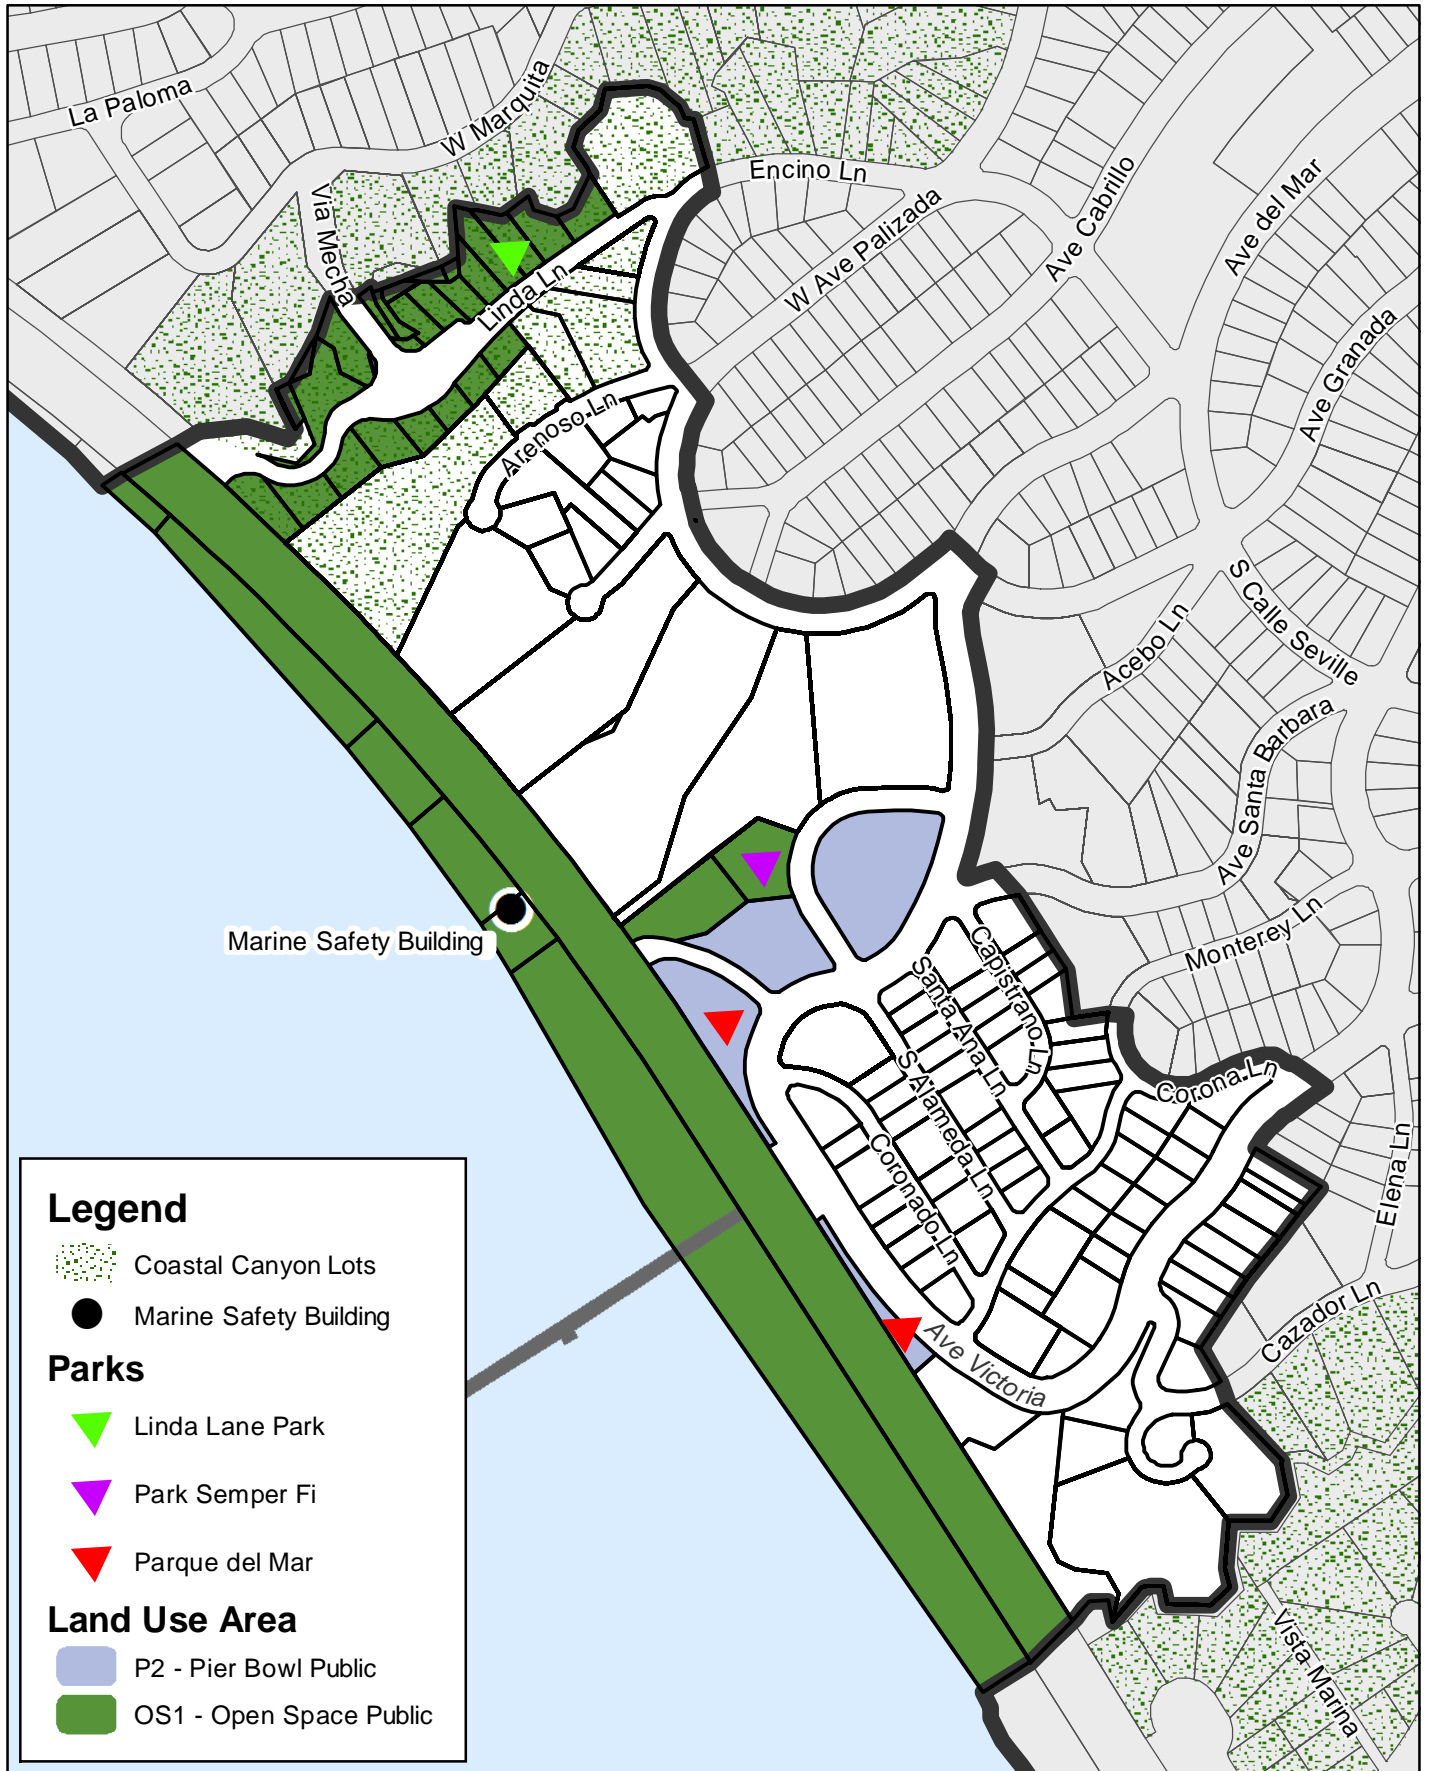 La Paloma
W Marquita
Via Mecha
Encino Ln
W Ave Palizada
Ave Cabrillo
Ave del Mar
Ave Granada
Linda Ln
Arenoso Ln
S Calle Seville
Acebo Ln
Ave Santa Barbara
Monterey Ln
Marine Safety Building
Capistrano Ln
Santa Ana Ln
S Alameda Ln
Corona Ln
Coronado Ln
Elena Ln
Cazador Ln
Ave Victoria
Vista Marina
Legend
Coastal Canyon Lots
Marine Safety Building
Parks
Linda Lane Park
Park Semper Fi
Parque del Mar
Land Use Area
P2 - Pier Bowl Public
OS1 - Open Space Public